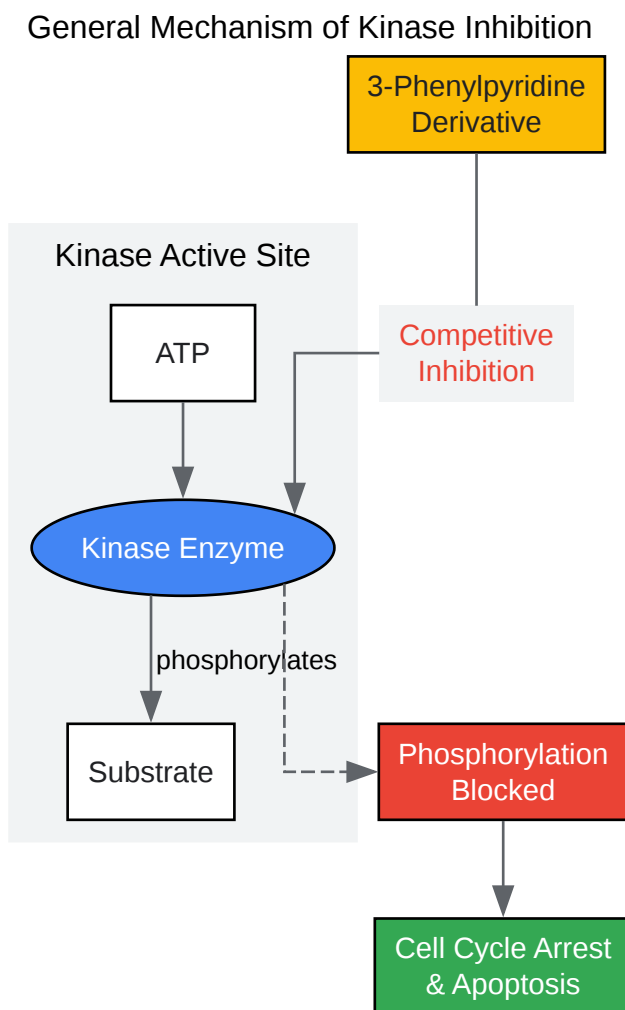 General Mechanism of Kinase Inhibition
3-Phenylpyridine
Derivative
Kinase Active Site
ATP
Competitive
Inhibition
Kinase Enzyme
phosphorylates
Substrate
Phosphorylation
Blocked
Cell Cycle Arrest
& Apoptosis